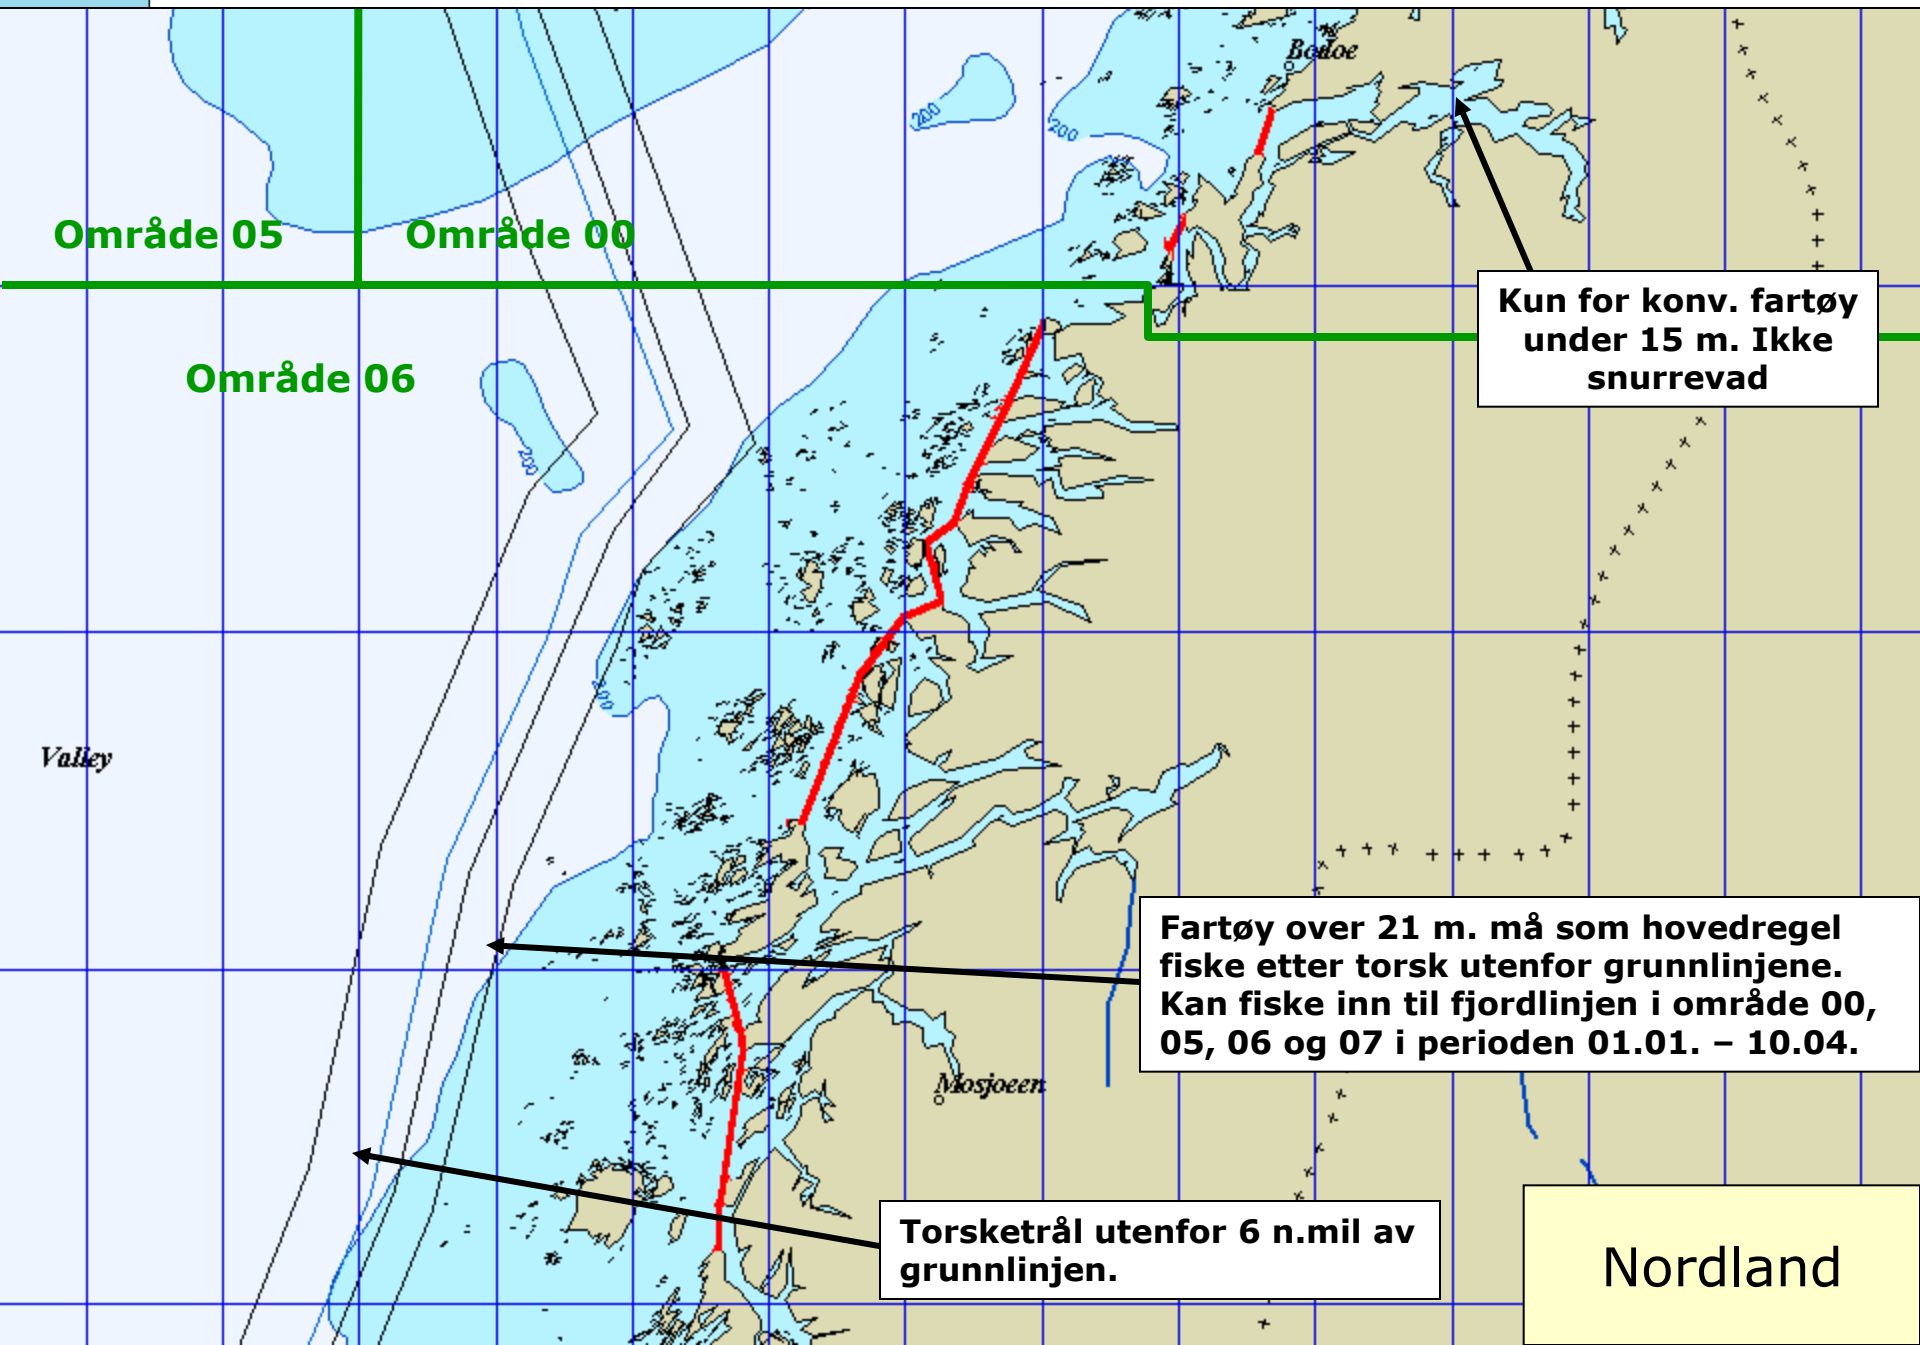 Bodoe
200
200
Område 05
Område 00
Kun for konv. fartøy
under 15 m. Ikke
snurrevad
Område 06
200
200
Valley
Fartøy over 21 m. må som hovedregel
fiske etter torsk utenfor grunnlinjene.
Kan fiske inn til fjordlinjen i område 00,
05, 06 og 07 i perioden 01.01. – 10.04.
Mosjoeen
Torsketrål utenfor 6 n.mil av
grunnlinjen.
Nordland